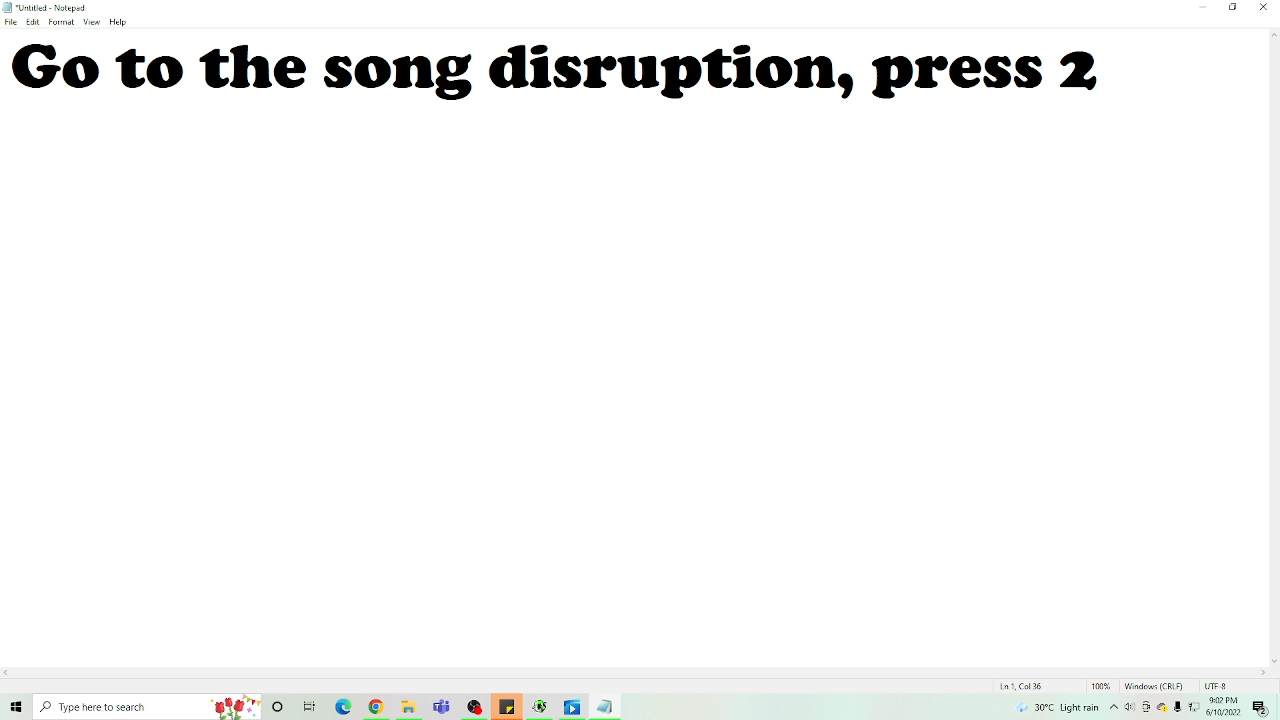 *Untitled - Notepad
File Edit Format View Help
Go to the song disruption, press 2
Ln 1, Col 36 100% Windows (CRLF) UTF-8
Type here to search
30°C Light rain
9:02 PM
6/10/2022
2